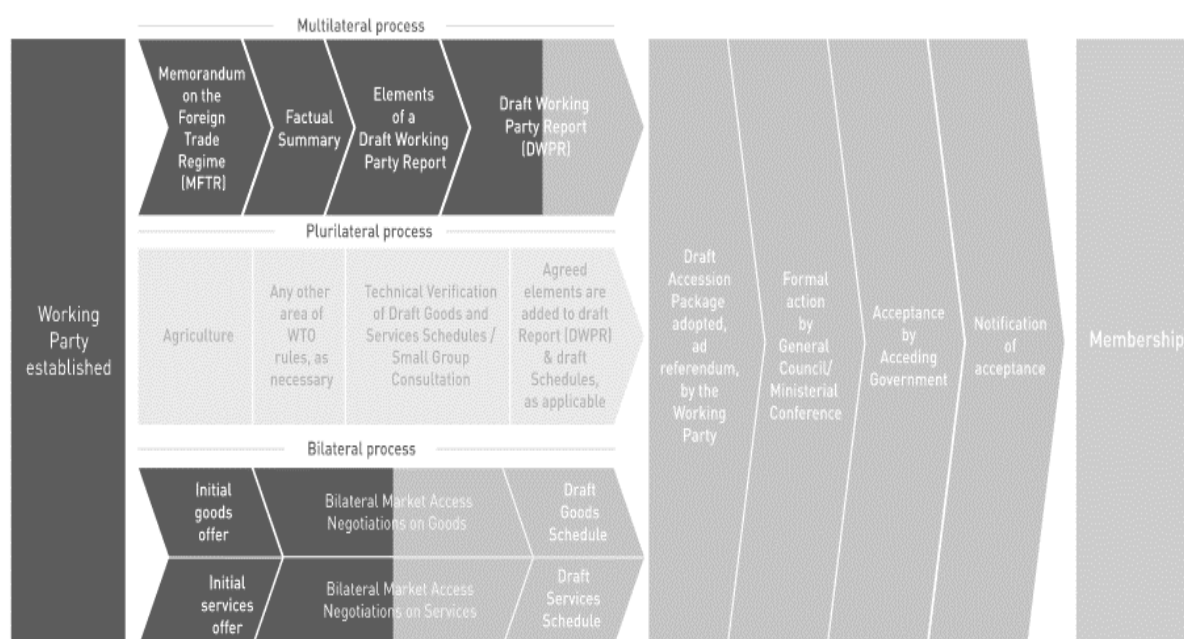 Multilateral process
Working
Party
established
Memorandum
on the
Foreign
Trade
Regime
(MFTR)
Factual
Summary
Elements
of a
Draft Working
Party Report
Draft Working
Party Report
(DWPR)
Plurilateral process
Agriculture
Any other
area of
WTO
rules, as
necessary
Technical Verification
of Draft Goods and
Services Schedules /
Small Group
Consultation
Agreed
elements are
added to draft
Report (DWPR)
& draft
Schedules,
as applicable
Bilateral process
Initial
goods
offer
Bilateral Market Access
Negotiations on Goods
Draft
Goods
Schedule
Initial
services
offer
Bilateral Market Access
Negotiations on Services
Draft
Services
Schedule
Draft
Accession
Package
adopted,
ad
referendum,
by the
Working
Party
Formal
action
by
General
Council/
Ministerial
Conference
Acceptance
by
Acceding
Government
Notification
of
acceptance
Membership